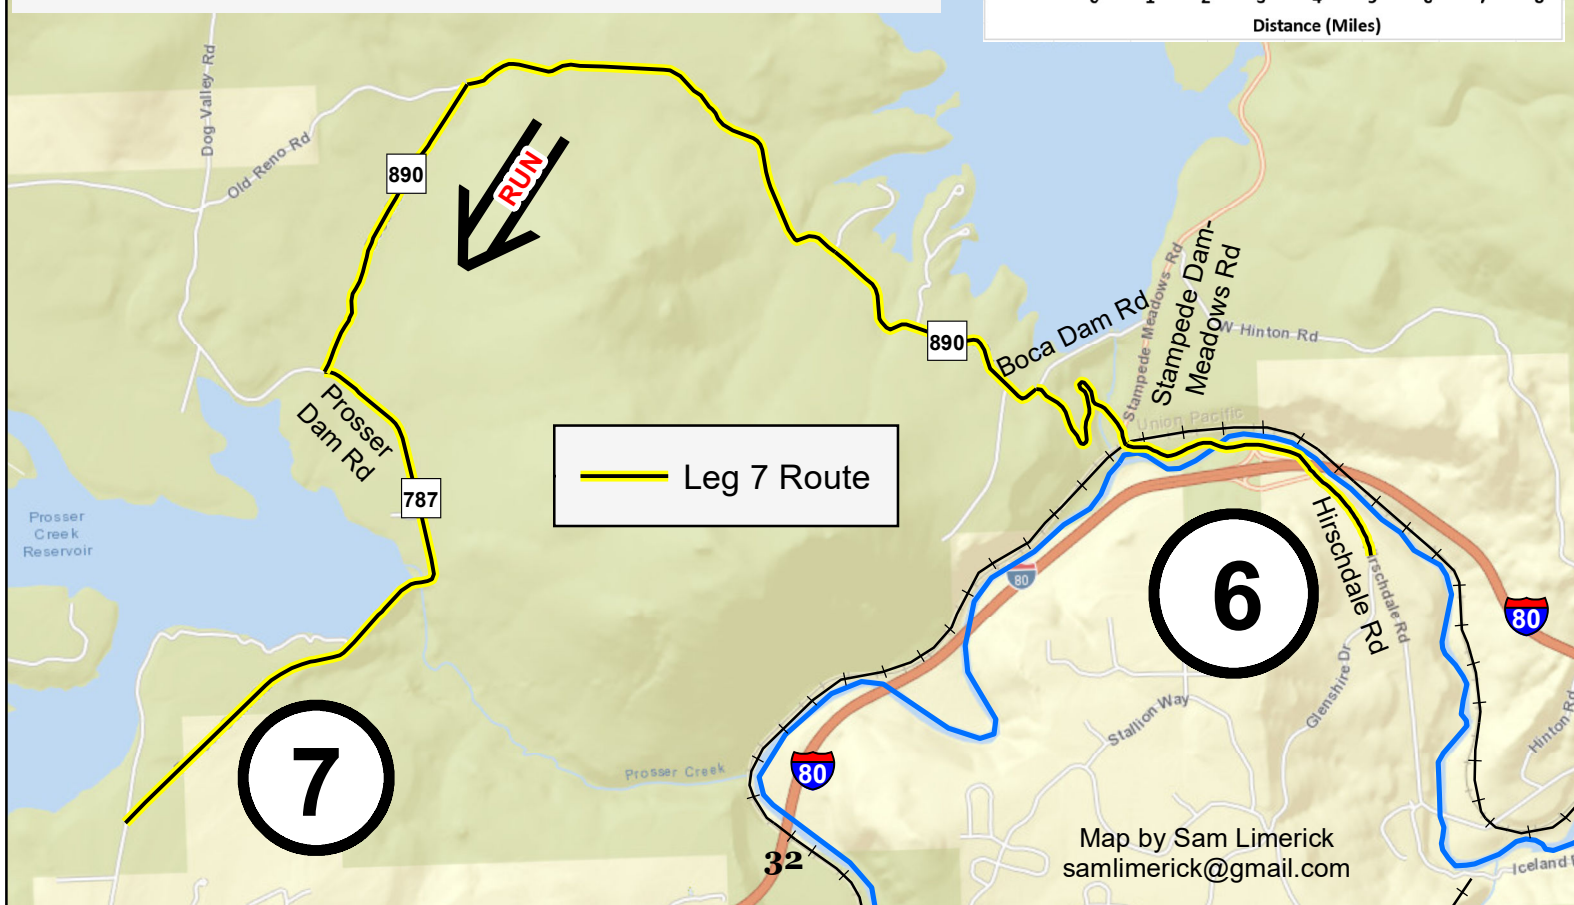 Distance (Miles)
Dog Valley Rd
Old Reno Rd
890
RUN
Stampede Meadows Rd
Stampede Dam-
Meadows Rd
W Hinton Rd
Boca Dam Rd
890
Union Pacific
Prosser
Dam Rd
Leg 7 Route
787
Prosser
Creek
Reservoir
Hirschdale Rd
rschdale Rd
80
80
6
Glenshire Dr
Stallion Way
Hinton Rd
7
Prosser Creek
80
Map by Sam Limerick
samlimerick@gmail.com
32
Iceland